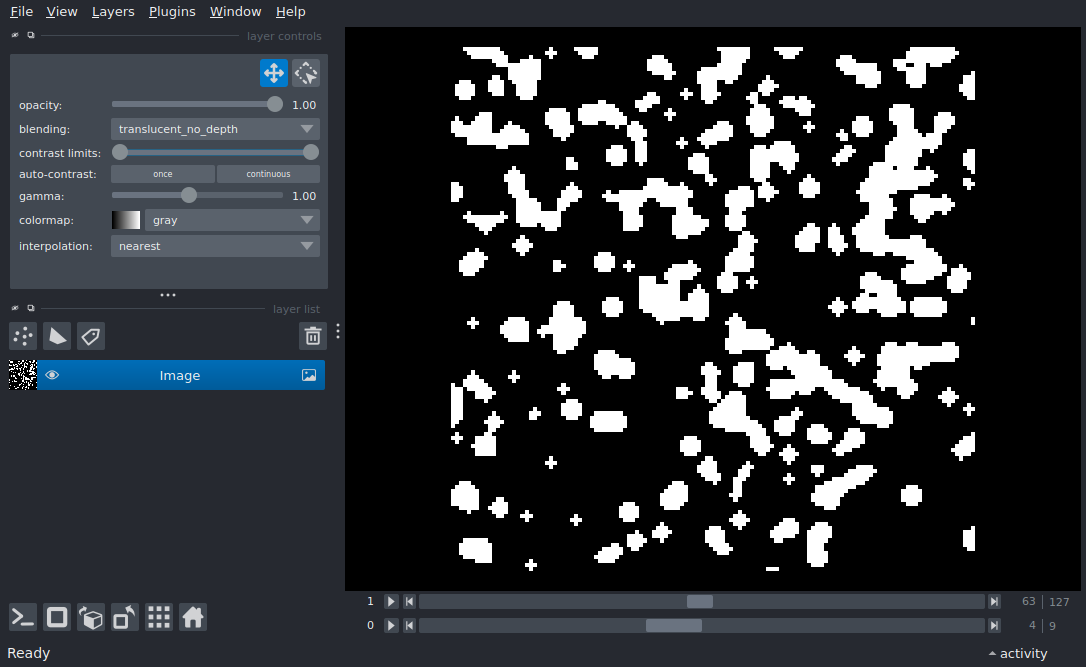 File View Layers Plugins Window Help
layer controls
opacity: 1.00
blending: translucent_no_depth
contrast limits:
auto-contrast: once continuous
gamma: 1.00
colormap: gray
interpolation: nearest
layer list
Image
1 63 127
0 4 9
Ready activity